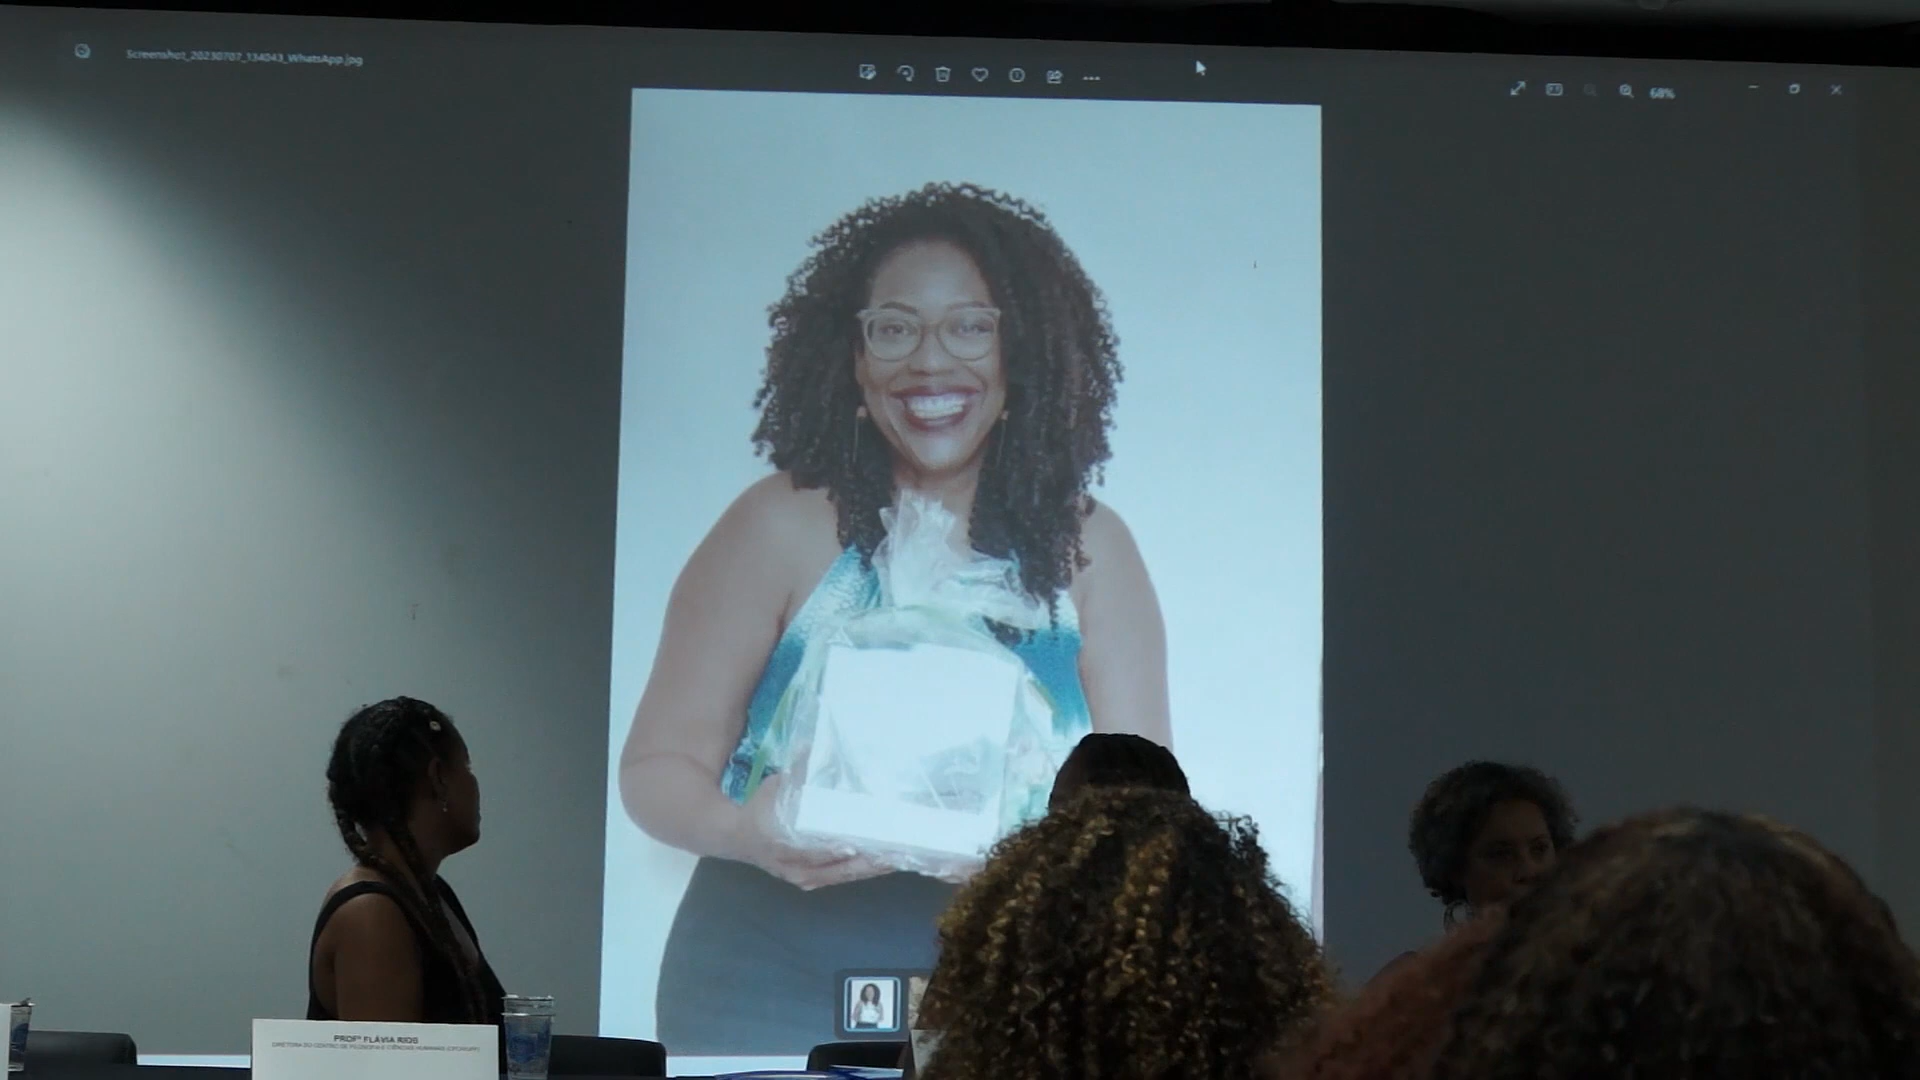 Screenshot_20230707_134043_WhatsApp.jpg
68%
PROFª FLÁVIA RIOS